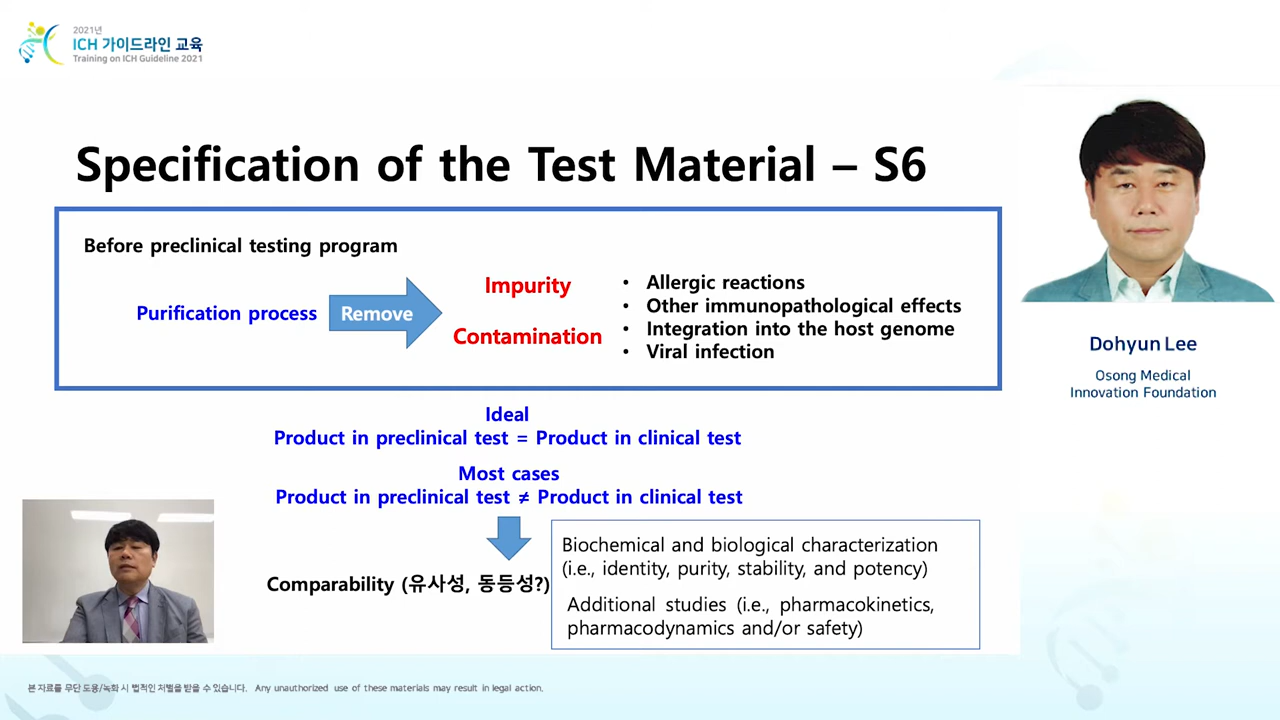 2021년
ICH 가이드라인 교육
Training on ICH Guideline 2021
Specification of the Test Material – S6
Before preclinical testing program
Purification process
Remove
Impurity
Contamination
• Allergic reactions
• Other immunopathological effects
• Integration into the host genome
• Viral infection
Ideal
Product in preclinical test = Product in clinical test
Most cases
Product in preclinical test ≠ Product in clinical test
Comparability (유사성, 동등성?)
Biochemical and biological characterization
(i.e., identity, purity, stability, and potency)
Additional studies (i.e., pharmacokinetics,
pharmacodynamics and/or safety)
Dohyun Lee
Osong Medical
Innovation Foundation
본 자료를 무단 도용/녹화 시 법적인 처벌을 받을 수 있습니다. Any unauthorized use of these materials may result in legal action.